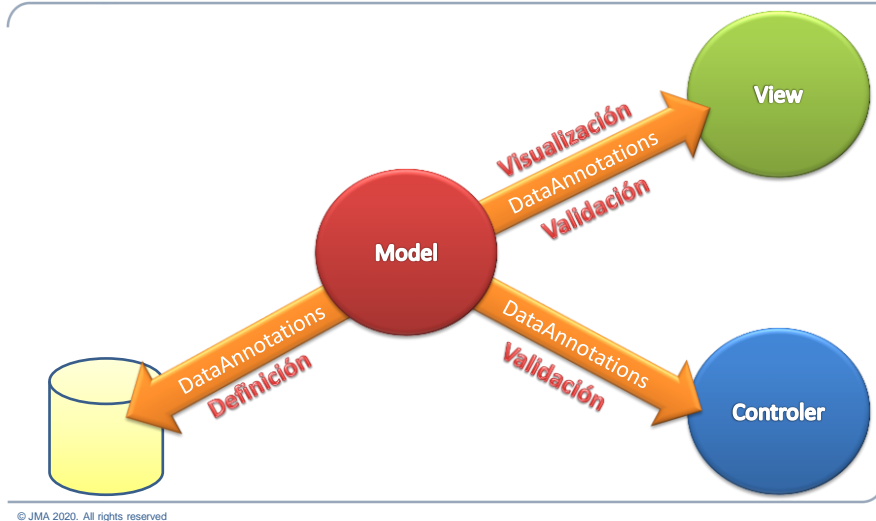 View
Visualización
DataAnnotations
Validación
Model
DataAnnotations
Definición
DataAnnotations
Validación
Controler
© JMA 2020. All rights reserved